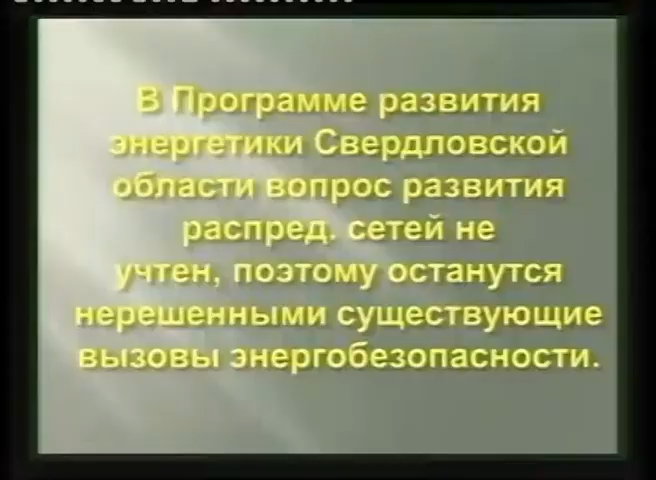 В Программе развития
энергетики Свердловской
области вопрос развития
распред. сетей не
учтен, поэтому останутся
нерешенными существующие
вызовы энергобезопасности.